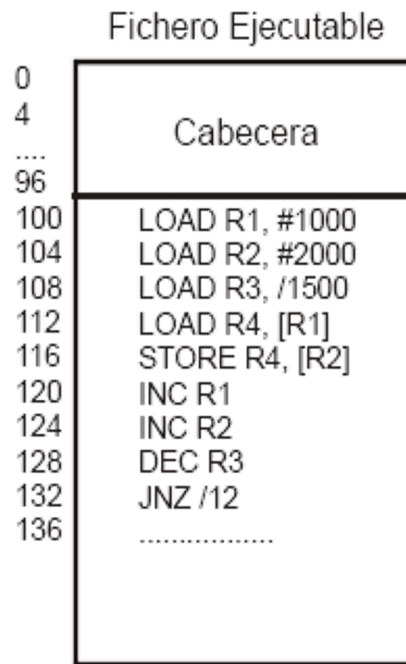 Fichero Ejecutable
0
4
Cabecera
....
96
100 LOAD R1, #1000
104 LOAD R2, #2000
108 LOAD R3, /1500
112 LOAD R4, [R1]
116 STORE R4, [R2]
120 INC R1
124 INC R2
128 DEC R3
132 JNZ /12
136 .................